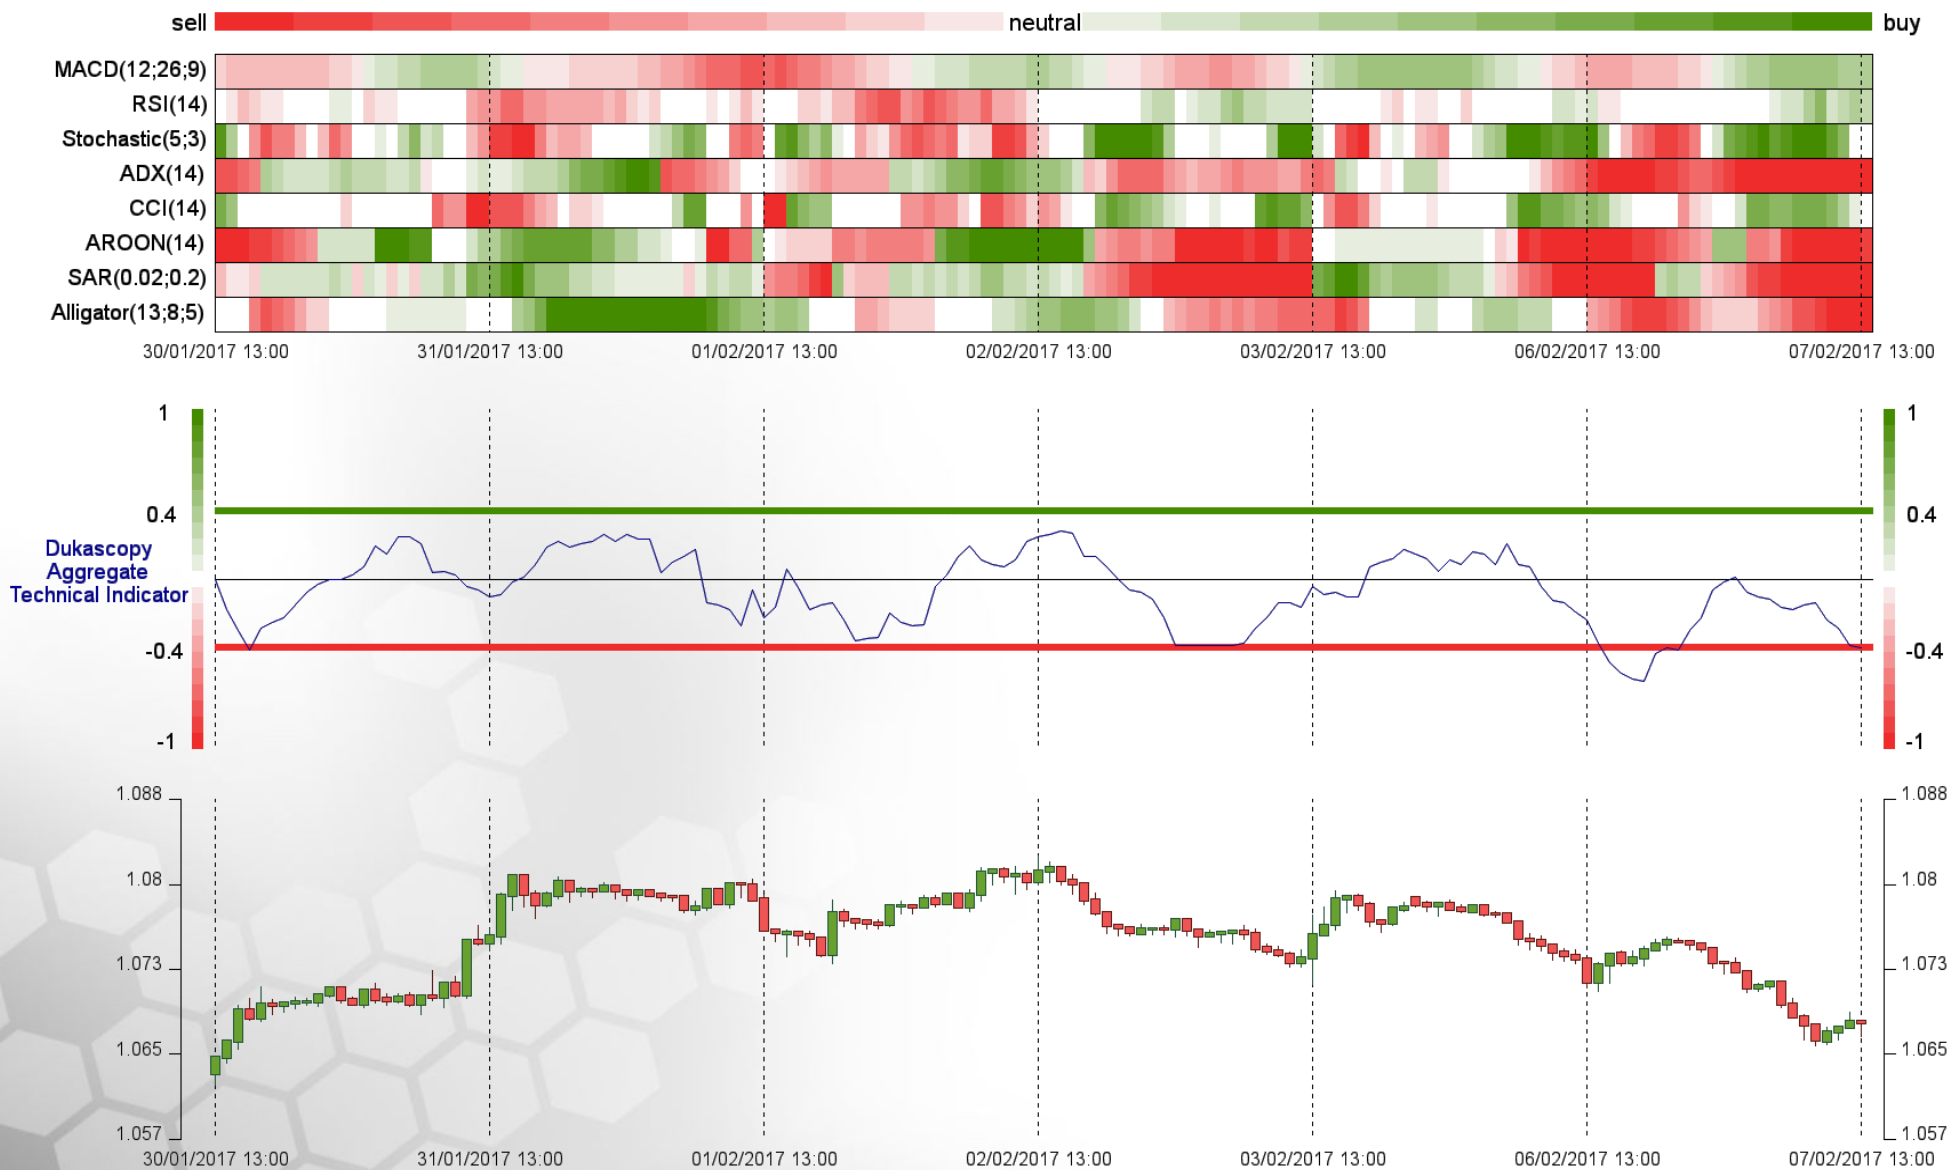 sell neutral buy
MACD(12;26;9)
RSI(14)
Stochastic(5;3)
ADX(14)
CCI(14)
AROON(14)
SAR(0.02;0.2)
Alligator(13;8;5)
30/01/2017 13:00 31/01/2017 13:00 01/02/2017 13:00 02/02/2017 13:00 03/02/2017 13:00 06/02/2017 13:00 07/02/2017 13:00
1 1
0.4 0.4
Dukascopy
Aggregate
Technical Indicator
-0.4 -0.4
-1 -1
1.088 1.088
1.08 1.08
1.073 1.073
1.065 1.065
1.057 1.057
30/01/2017 13:00 31/01/2017 13:00 01/02/2017 13:00 02/02/2017 13:00 03/02/2017 13:00 06/02/2017 13:00 07/02/2017 13:00